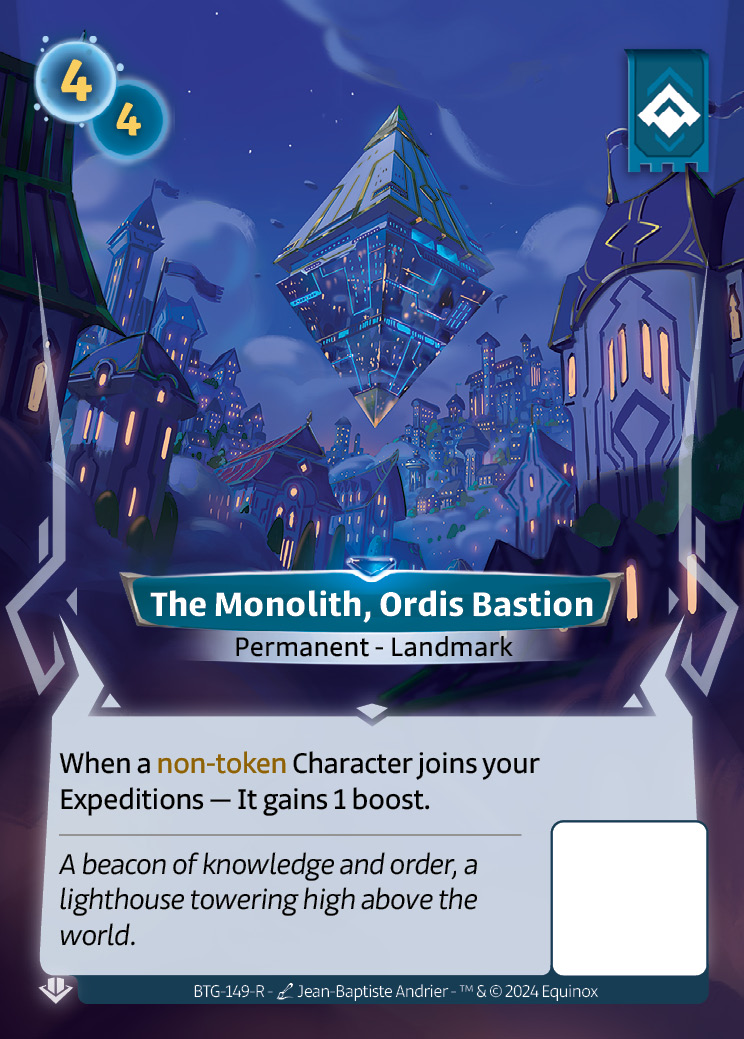 4
4
The Monolith, Ordis Bastion
Permanent - Landmark
When a non-token Character joins your
Expeditions — It gains 1 boost.
A beacon of knowledge and order, a
lighthouse towering high above the
world.
BTG-149-R - Jean-Baptiste Andrier - ™ & © 2024 Equinox